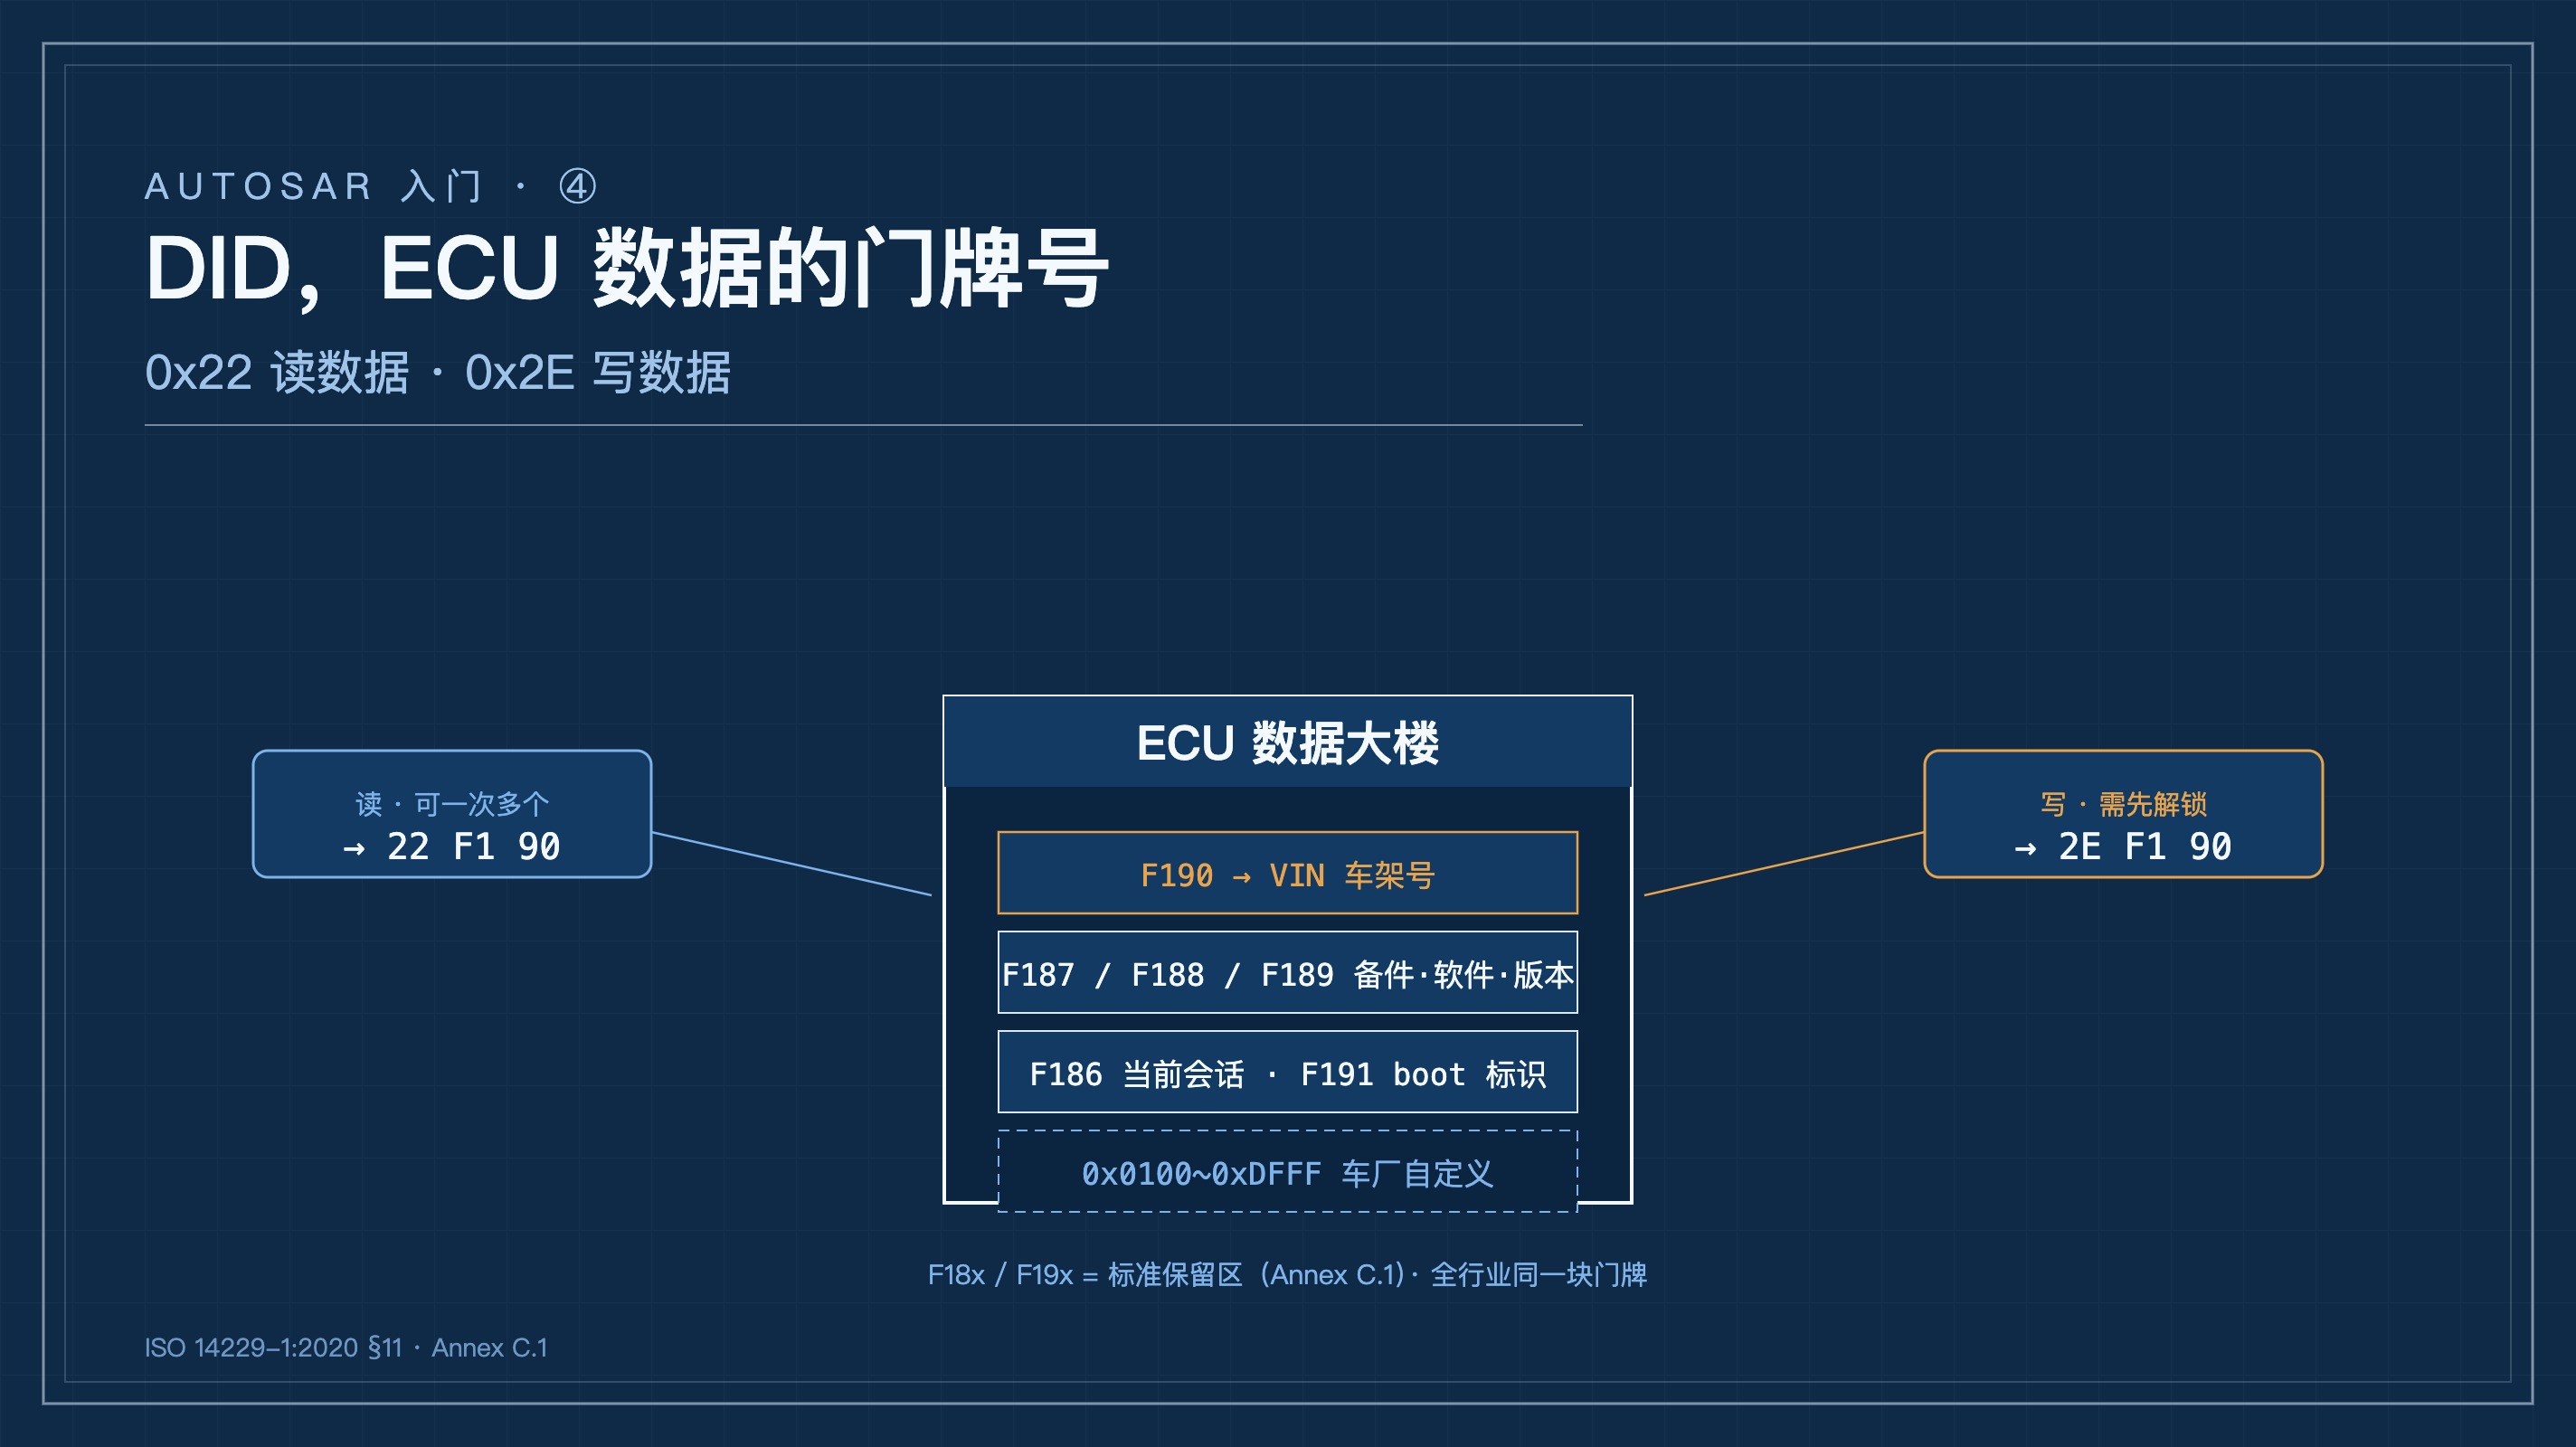 AUTOSAR 入门 · ④
DID，ECU 数据的门牌号
0x22 读数据 · 0x2E 写数据
读 · 可一次多个
→ 22 F1 90
ECU 数据大楼
F190 → VIN 车架号
F187 / F188 / F189 备件·软件·版本
F186 当前会话 · F191 boot 标识
0x0100~0xDFFF 车厂自定义
写 · 需先解锁
→ 2E F1 90
F18x / F19x = 标准保留区（Annex C.1）· 全行业同一块门牌
ISO 14229-1:2020 §11 · Annex C.1